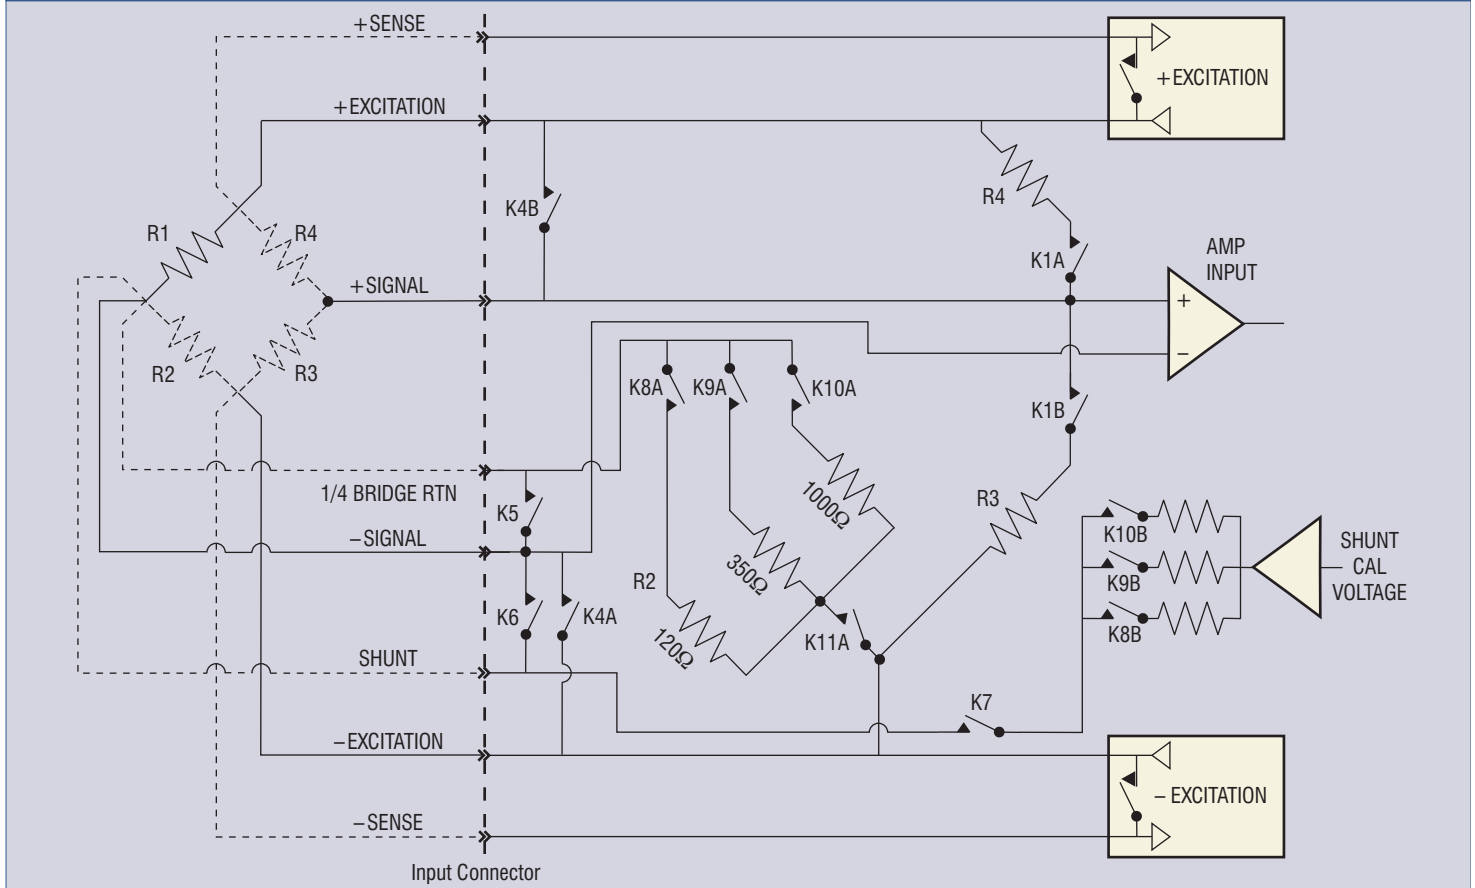 +SENSE
+EXCITATION
+EXCITATION
K4B
R4
R1
R4
K1A
AMP
INPUT
+SIGNAL
+
−
R2
R3
K8A
K9A
K10A
K1B
1/4 BRIDGE RTN
1000Ω
R3
K5
−SIGNAL
K10B
SHUNT
CAL
VOLTAGE
350Ω
K9B
R2
K6
K4A
K11A
K8B
120Ω
SHUNT
K7
−EXCITATION
− EXCITATION
−SENSE
Input Connector